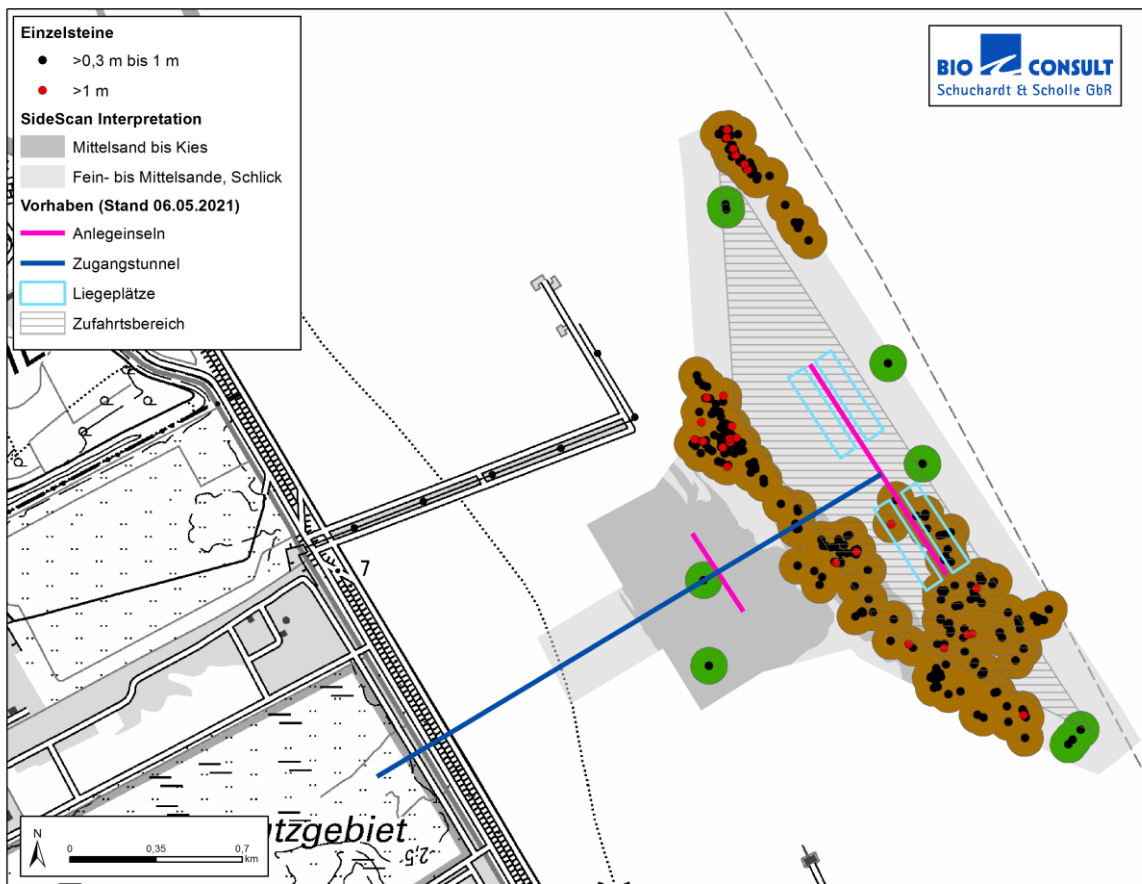 Einzelsteine
>0,3 m bis 1 m
>1 m
SideScan Interpretation
Mittelsand bis Kies
Fein- bis Mittelsande, Schlick
Vorhaben (Stand 06.05.2021)
Anlegeinseln
Zugangstunnel
Liegeplätze
Zufahrtsbereich
BIO CONSULT
Schuchardt & Scholle GbR
7
tzgebiet
-2,5
N
0 0,35 0,7
km